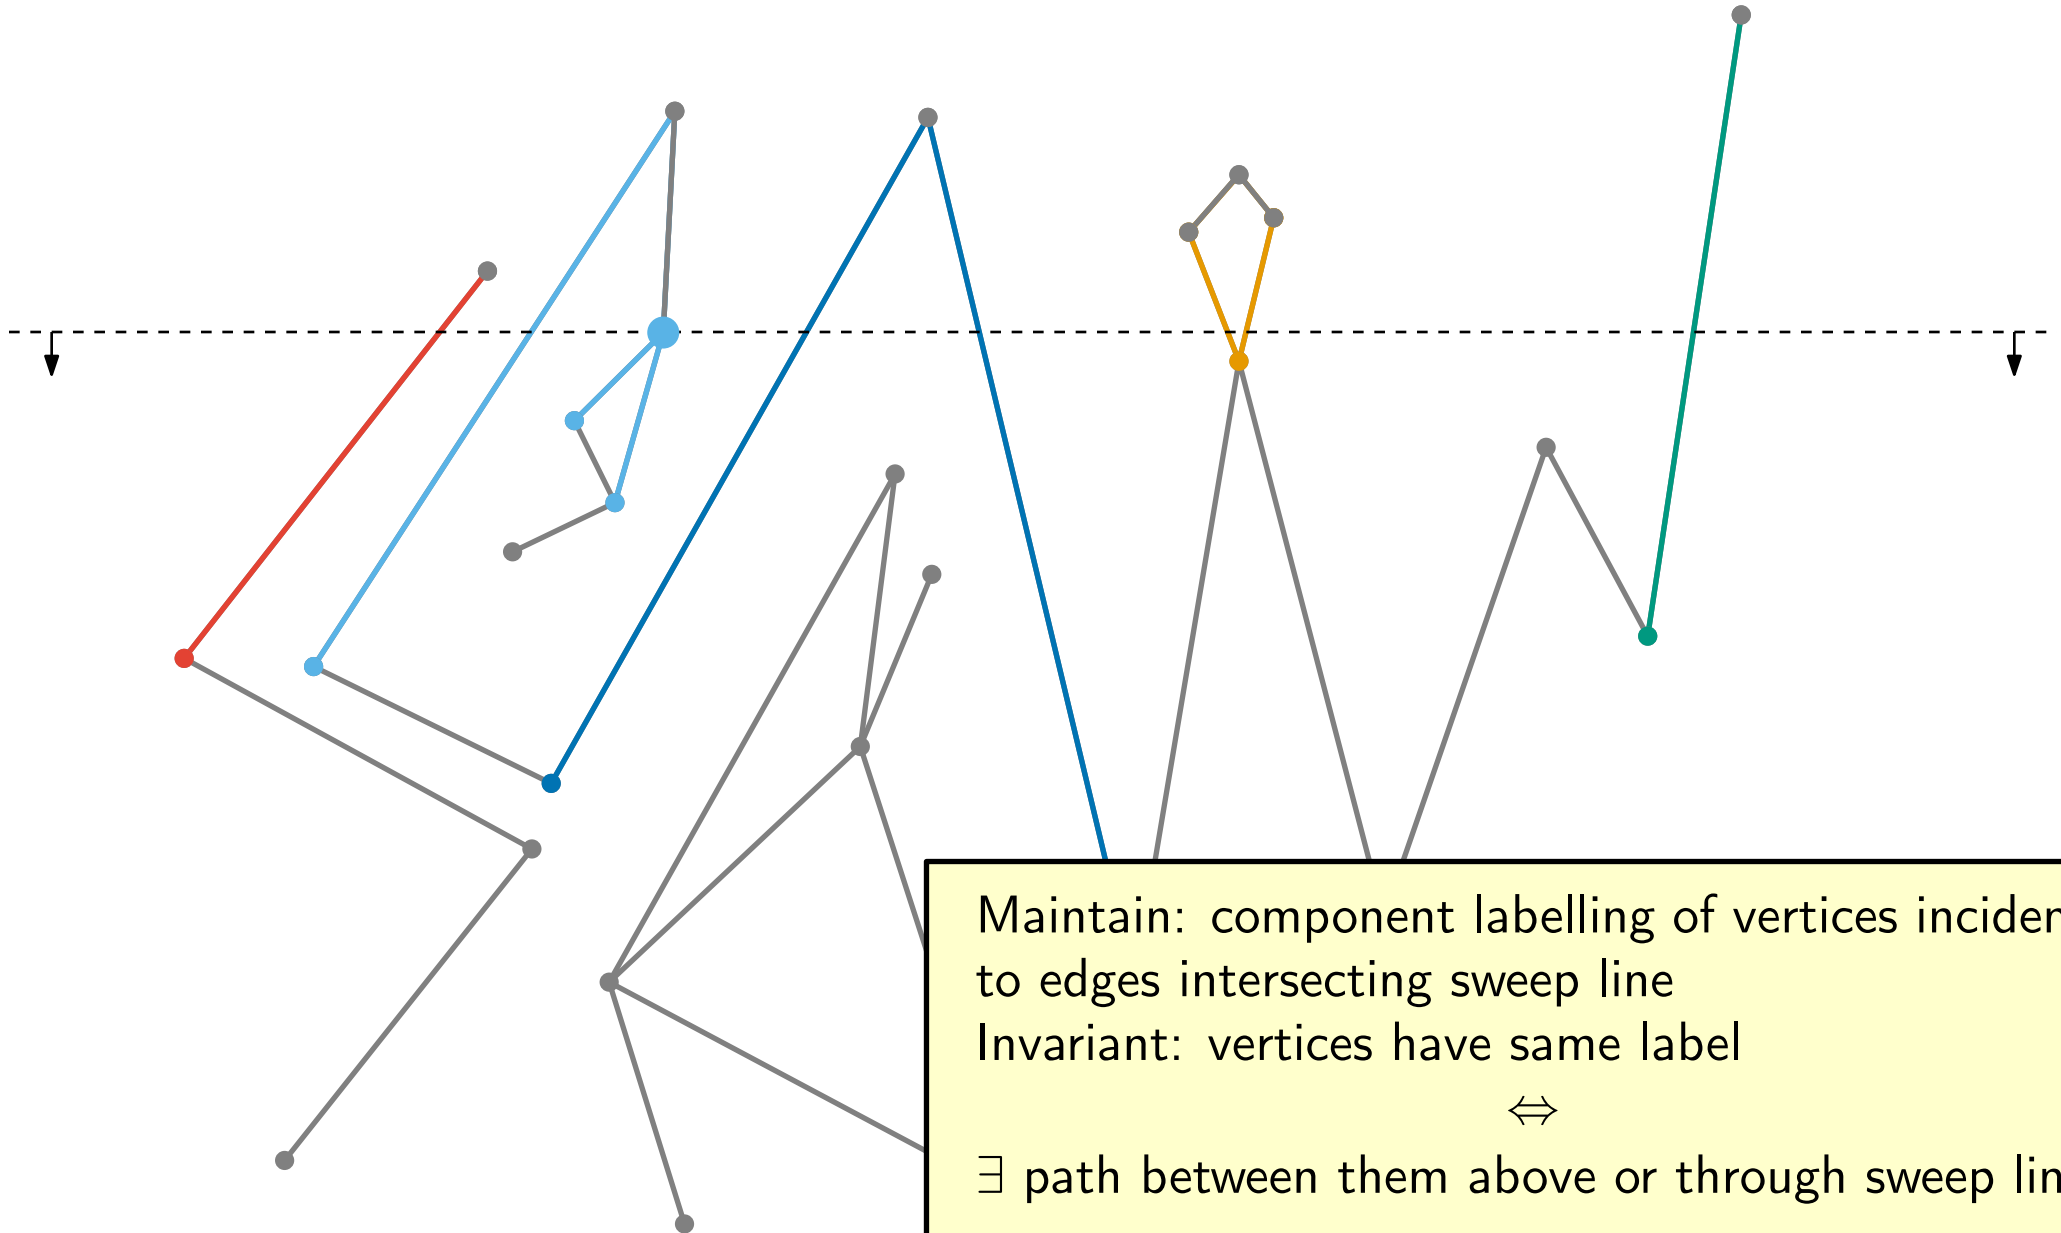 Maintain: component labelling of vertices inciden
to edges intersecting sweep line
Invariant: vertices have same label
⇔
∃ path between them above or through sweep lin